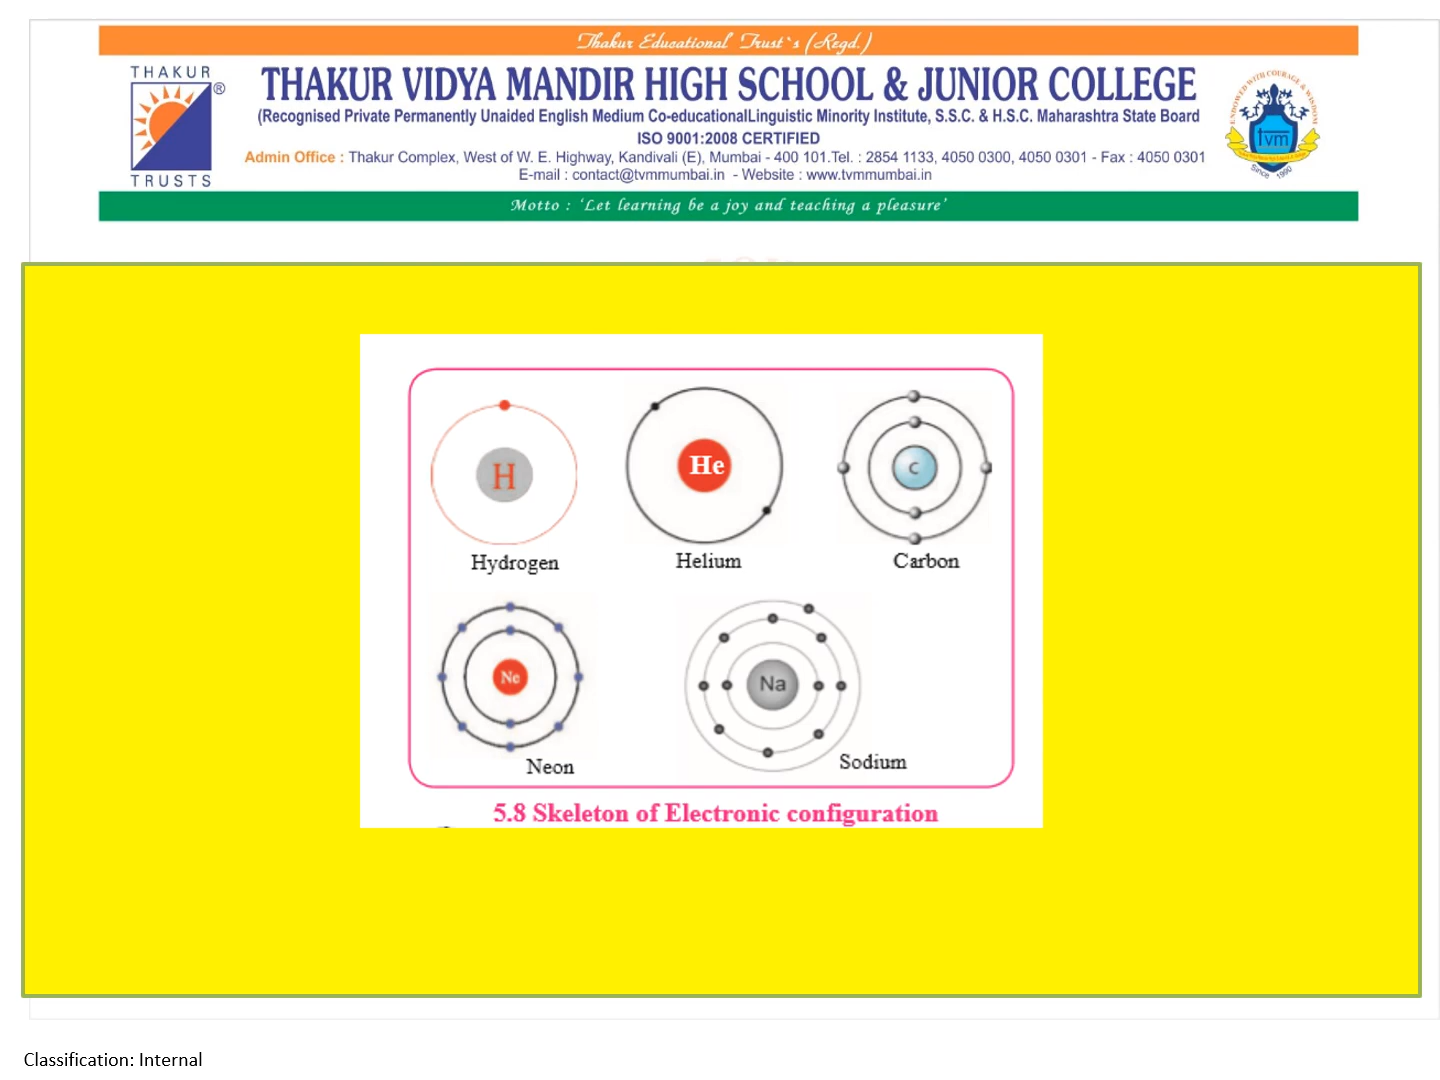 Thakur Educational Trust`s (Regd.)
THAKUR
®
TRUSTS
THAKUR VIDYA MANDIR HIGH SCHOOL & JUNIOR COLLEGE
(Recognised Private Permanently Unaided English Medium Co-educationalLinguistic Minority Institute, S.S.C. & H.S.C. Maharashtra State Board
ISO 9001:2008 CERTIFIED
Admin Office : Thakur Complex, West of W. E. Highway, Kandivali (E), Mumbai - 400 101.Tel. : 2854 1133, 4050 0300, 4050 0301 - Fax : 4050 0301
E-mail : contact@tvmmumbai.in - Website : www.tvmmumbai.in
EMPOWERED WITH COURAGE & WISDOM
tvm
Since 1990
Motto : ‘Let learning be a joy and teaching a pleasure’
H
He
C
Hydrogen
Helium
Carbon
Ne
Na
Neon
Sodium
5.8 Skeleton of Electronic configuration
Classification: Internal